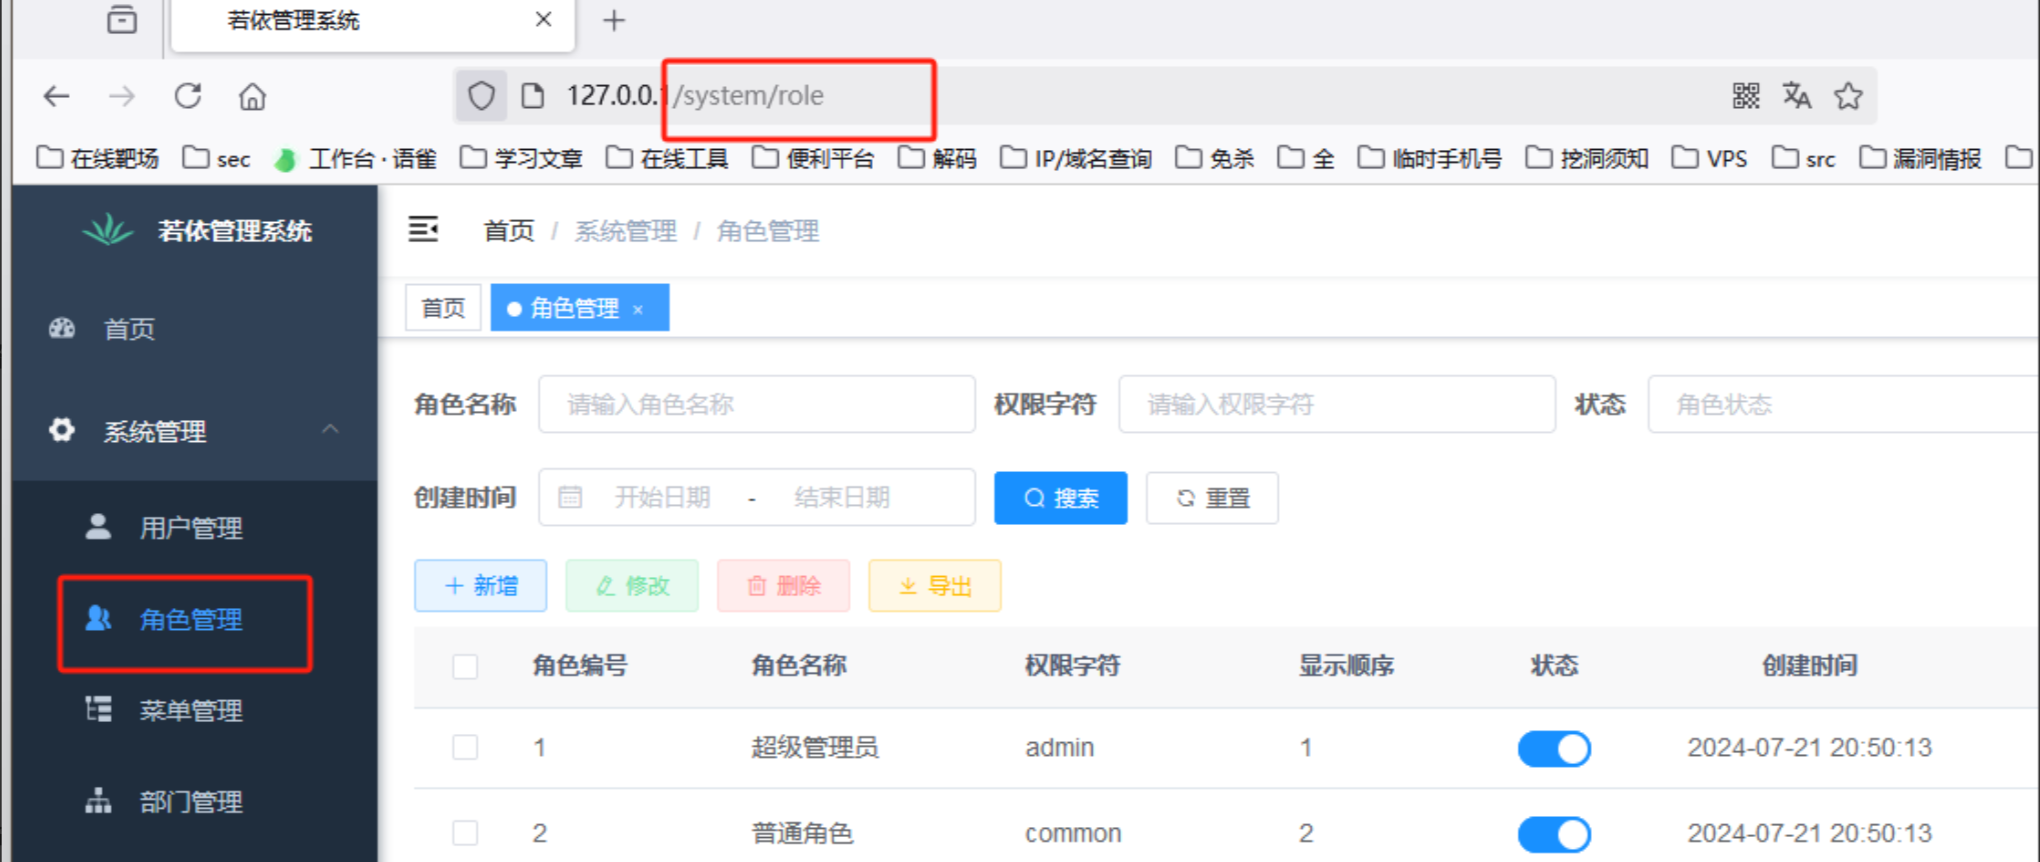 若依管理系统
127.0.0.1/system/role
在线靶场 sec 工作台 · 语雀 学习文章 在线工具 便利平台 解码 IP/域名查询 免杀 全 临时手机号 挖洞须知 VPS src 漏洞情报
若依管理系统
首页 / 系统管理 / 角色管理
首页 角色管理
首页
系统管理
用户管理
角色管理
菜单管理
部门管理
角色名称 请输入角色名称 权限字符 请输入权限字符 状态 角色状态
创建时间 开始日期 - 结束日期 搜索 重置
新增 修改 删除 导出
角色编号 角色名称 权限字符 显示顺序 状态 创建时间
1 超级管理员 admin 1 2024-07-21 20:50:13
2 普通角色 common 2 2024-07-21 20:50:13